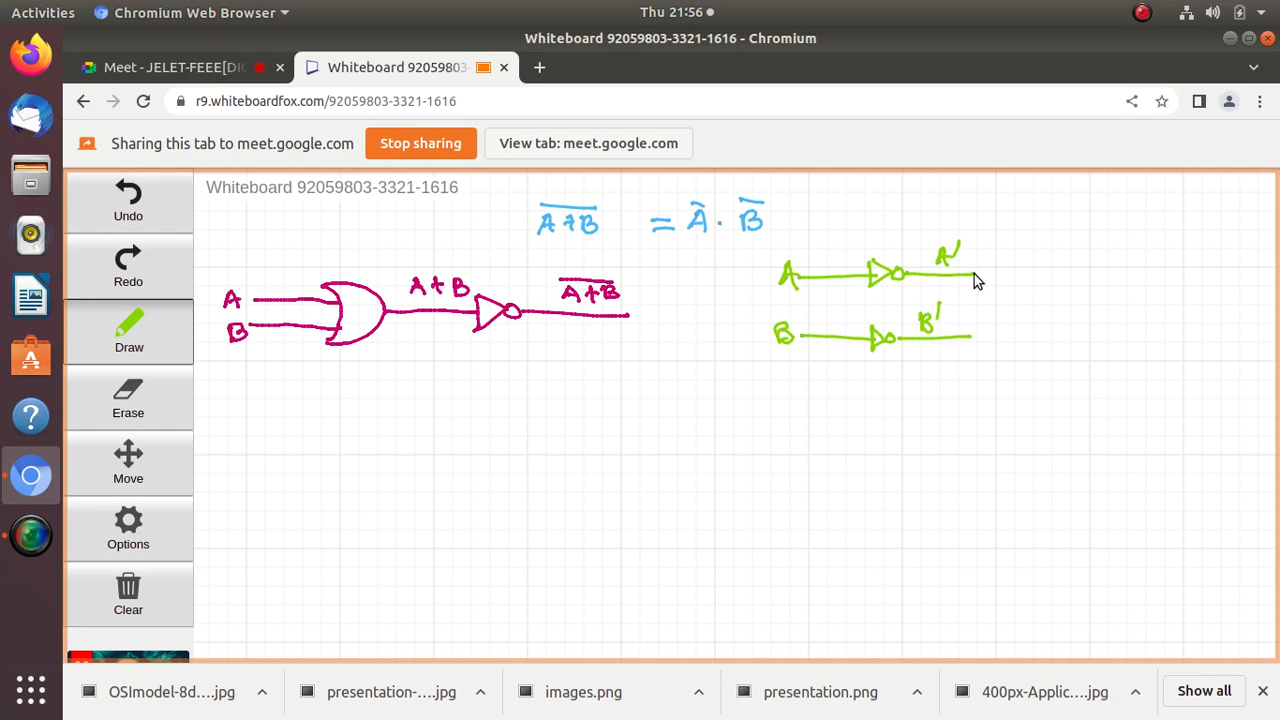 Activities
Chromium Web Browser
Thu 21:56
Whiteboard 92059803-3321-1616 - Chromium
Meet - JELET-FEEE[DIG
Whiteboard 92059803-
r9.whiteboardfox.com/92059803-3321-1616
Sharing this tab to meet.google.com
Stop sharing
View tab: meet.google.com
Whiteboard 92059803-3321-1616
Undo
Redo
Draw
Erase
Move
Options
Clear
A+B̅ = A̅ · B̅
A
B
A+B
A+B̅
A
A'
B
B'
OSImodel-8d....jpg
presentation-....jpg
images.png
presentation.png
400px-Applic....jpg
Show all